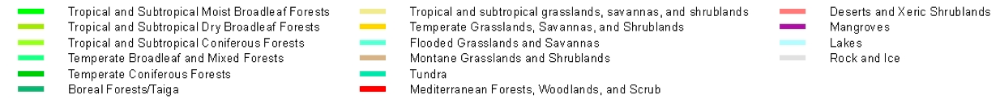 Tropical and Subtropical Moist Broadleaf Forests
Tropical and Subtropical Dry Broadleaf Forests
Tropical and Subtropical Coniferous Forests
Temperate Broadleaf and Mixed Forests
Temperate Coniferous Forests
Boreal Forests/Taiga
Tropical and subtropical grasslands, savannas, and shrublands
Temperate Grasslands, Savannas, and Shrublands
Flooded Grasslands and Savannas
Montane Grasslands and Shrublands
Tundra
Mediterranean Forests, Woodlands, and Scrub
Deserts and Xeric Shrublands
Mangroves
Lakes
Rock and Ice